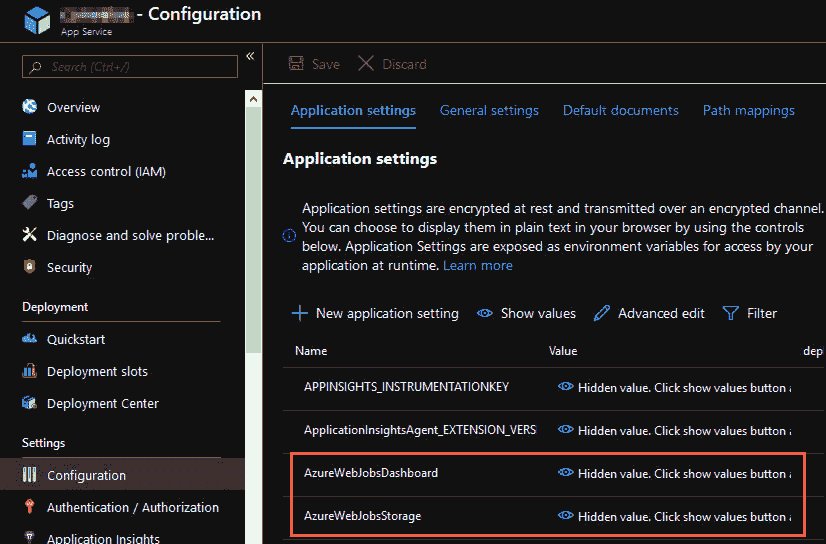 - Configuration
App Service
Search (Ctrl+/)
«
Overview
Activity log
Access control (IAM)
Tags
Diagnose and solve proble...
Security
Deployment
Quickstart
Deployment slots
Deployment Center
Settings
Configuration
Authentication / Authorization
Application Insights
Save
Discard
Application settings
General settings
Default documents
Path mappings
Application settings
Application settings are encrypted at rest and transmitted over an encrypted channel.
You can choose to display them in plain text in your browser by using the controls
below. Application Settings are exposed as environment variables for access by your
application at runtime. Learn more
New application setting
Show values
Advanced edit
Filter
Name
Value
dep
APPINSIGHTS_INSTRUMENTATIONKEY
Hidden value. Click show values button a
ApplicationInsightsAgent_EXTENSION_VERS
Hidden value. Click show values button a
AzureWebJobsDashboard
Hidden value. Click show values button a
AzureWebJobsStorage
Hidden value. Click show values button a